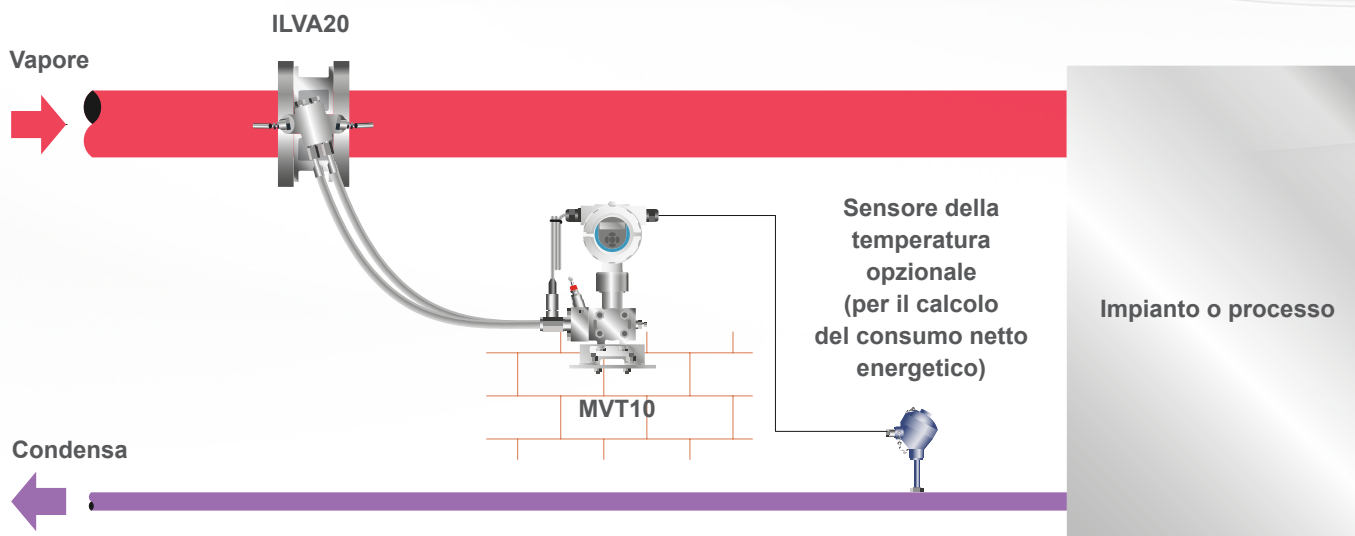 ILVA20
Vapore
Sensore della
temperatura
opzionale
(per il calcolo
del consumo netto
energetico)
Impianto o processo
MVT10
Condensa